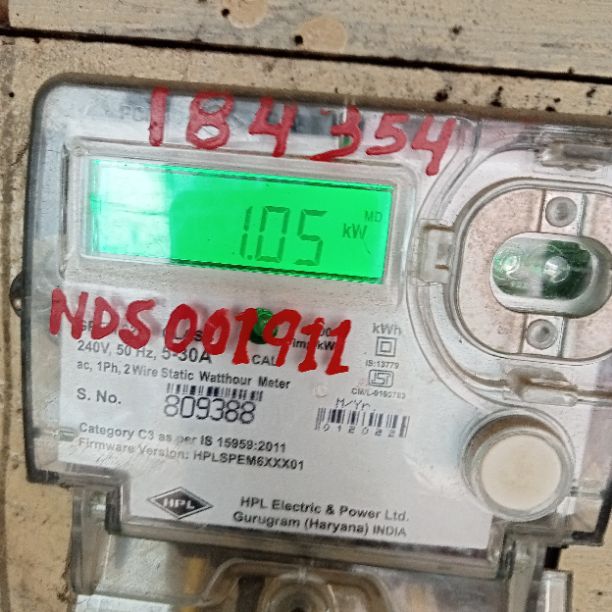 184354
1.05 kW MD
NDS001911
kWh
240V, 50 Hz, 5-30A
IS:13779
ac, 1Ph, 2 Wire Static Watthour Meter
S. No. 809388
M/Yr.
012022
Category C3 as per IS 15959:2011
Firmware Version: HPLSPEM6XXX01
HPL
HPL Electric & Power Ltd.
Gurugram (Haryana) INDIA